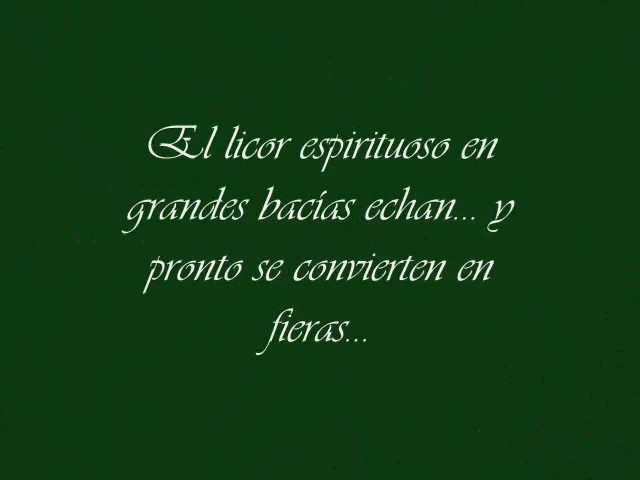 El licor espirituoso en
grandes bacías echan... y
pronto se convierten en
fieras...